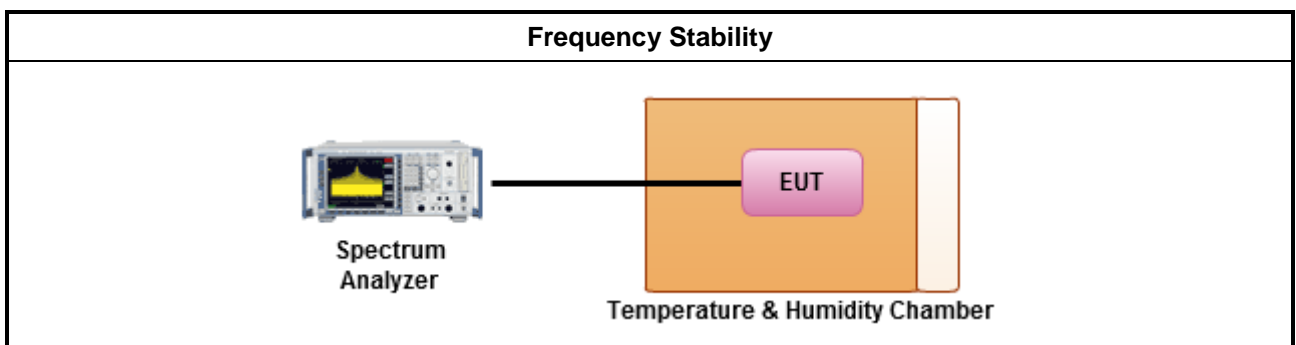 Frequency Stability
EUT
Spectrum
Analyzer
Temperature & Humidity Chamber